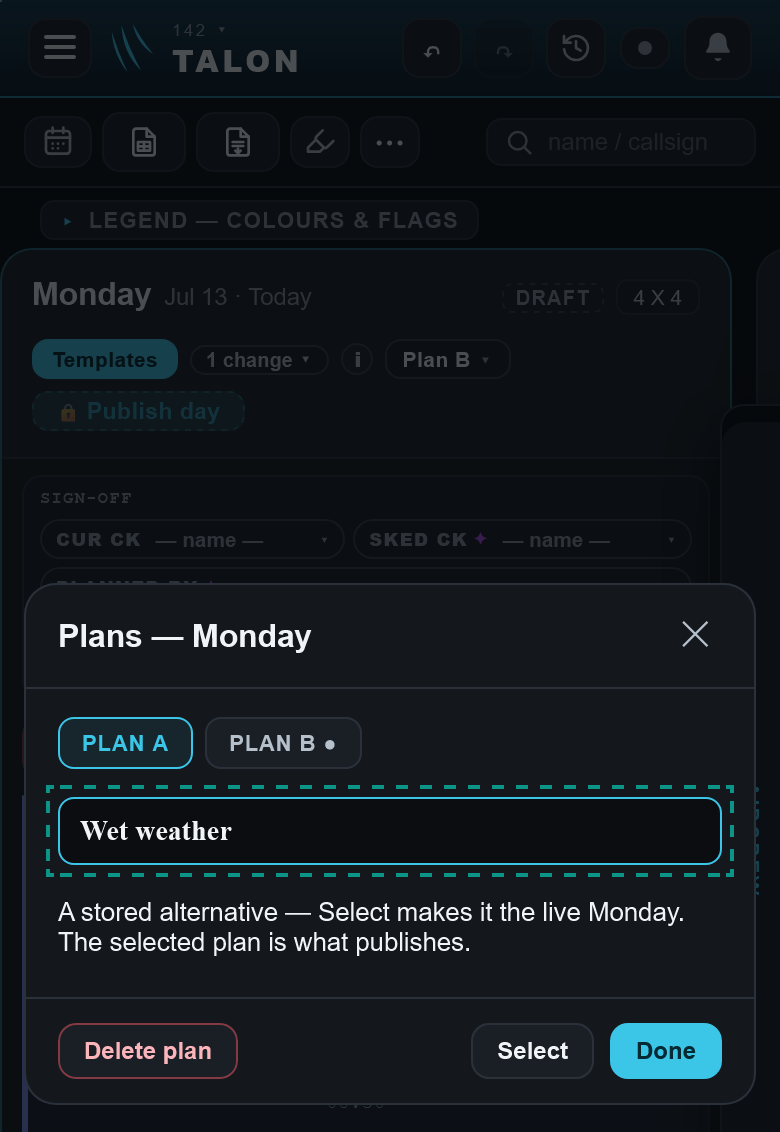 142 ▾
TALON
name / callsign
▸ LEGEND — COLOURS & FLAGS
Monday Jul 13 · Today DRAFT 4 X 4
Templates 1 change ▾ i Plan B ▾
🔒 Publish day
SIGN-OFF
CUR CK — name — ▾ SKED CK ✦ — name — ▾
Plans — Monday
PLAN A PLAN B ●
Wet weather
A stored alternative — Select makes it the live Monday.
The selected plan is what publishes.
Delete plan Select Done